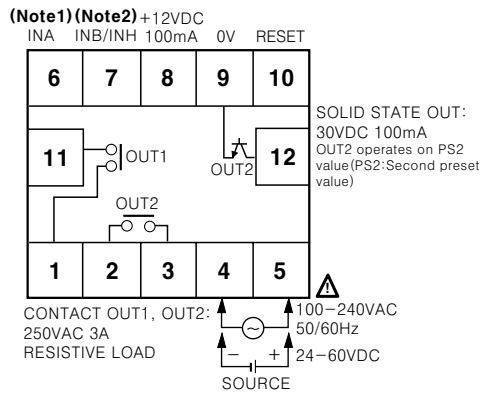 (Note1) (Note2) +12VDC
INA INB/INH 100mA 0V RESET
6 7 8 9 10
SOLID STATE OUT:
30VDC 100mA
OUT2 operates on PS2
value(PS2:Second preset
value)
11 OUT1 OUT2 12
OUT2
1 2 3 4 5
CONTACT OUT1, OUT2:
250VAC 3A
RESISTIVE LOAD
100-240VAC
50/60Hz
− + 24-60VDC
SOURCE